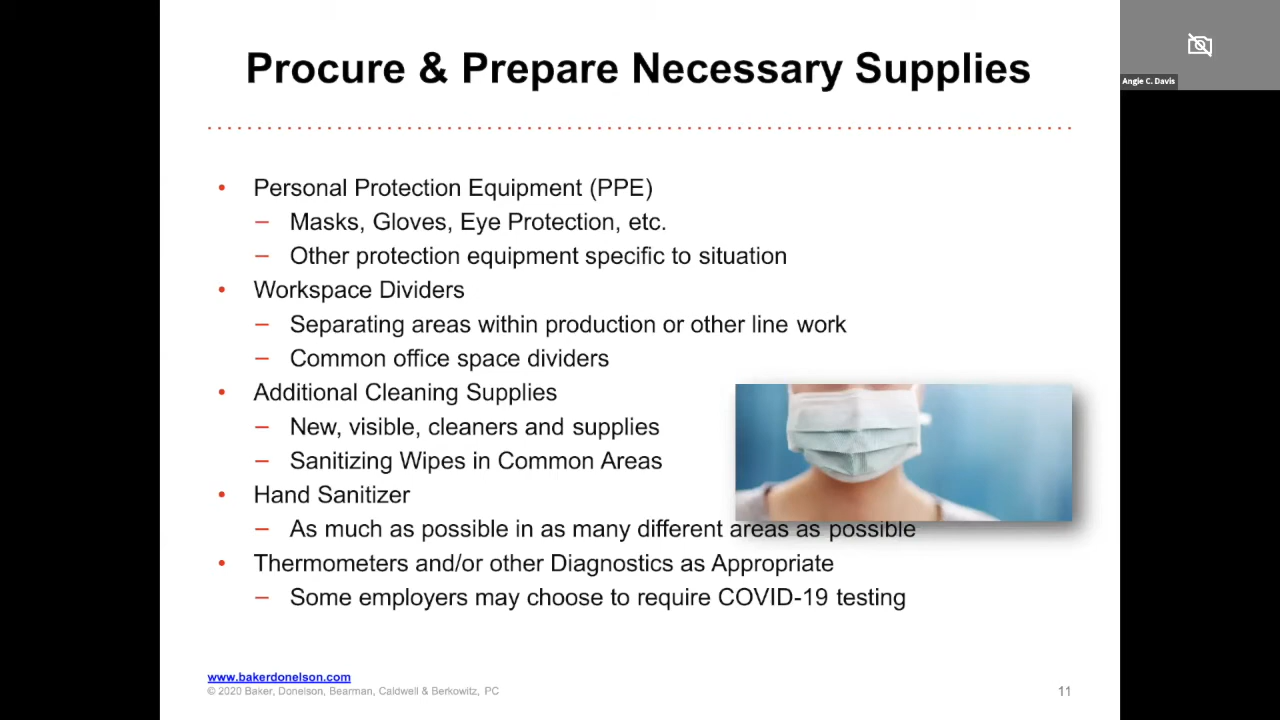 Procure & Prepare Necessary Supplies
Angie C. Davis
• Personal Protection Equipment (PPE)
– Masks, Gloves, Eye Protection, etc.
– Other protection equipment specific to situation
• Workspace Dividers
– Separating areas within production or other line work
– Common office space dividers
• Additional Cleaning Supplies
– New, visible, cleaners and supplies
– Sanitizing Wipes in Common Areas
• Hand Sanitizer
– As much as possible in as many different areas as possible
• Thermometers and/or other Diagnostics as Appropriate
– Some employers may choose to require COVID-19 testing
www.bakerdonelson.com
© 2020 Baker, Donelson, Bearman, Caldwell & Berkowitz, PC
11